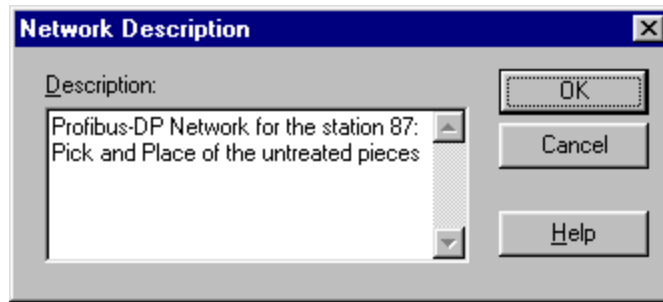 Network Description
Description:
Profibus-DP Network for the station 87:
Pick and Place of the untreated pieces
OK
Cancel
Help